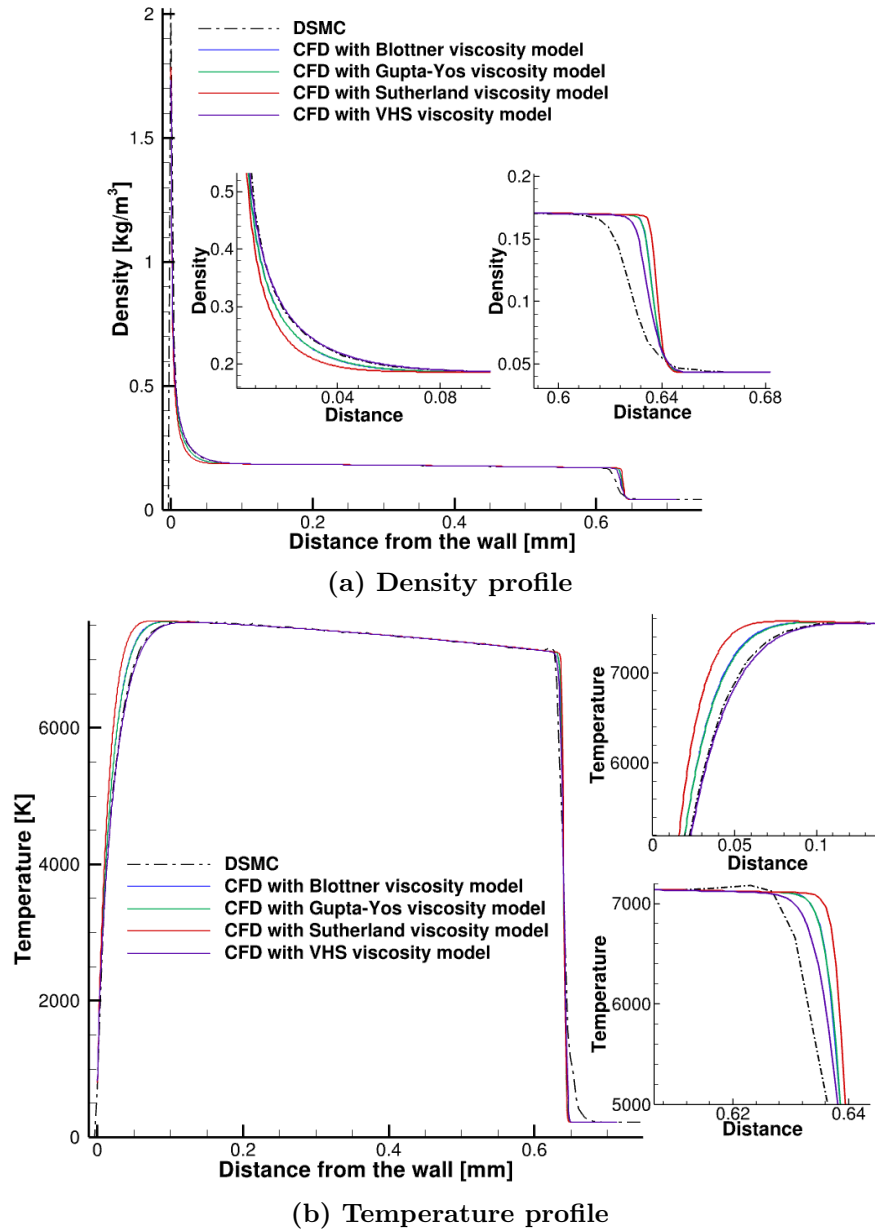 2
DSMC
CFD with Blottner viscosity model
CFD with Gupta-Yos viscosity model
CFD with Sutherland viscosity model
CFD with VHS viscosity model
1.5
1
0.5
0
Density [kg/m³]
0.5
0.4
0.3
0.2
Density
0.04
0.08
Distance
0.2
0.15
0.1
0.05
Density
0.6
0.64
0.68
Distance
0
0.2
0.4
0.6
Distance from the wall [mm]
(a) Density profile
6000
4000
2000
0
Temperature [K]
DSMC
CFD with Blottner viscosity model
CFD with Gupta-Yos viscosity model
CFD with Sutherland viscosity model
CFD with VHS viscosity model
0
0.2
0.4
0.6
Distance from the wall [mm]
7000
6000
Temperature
0
0.05
0.1
Distance
7000
6000
5000
Temperature
0.62
0.64
Distance
(b) Temperature profile